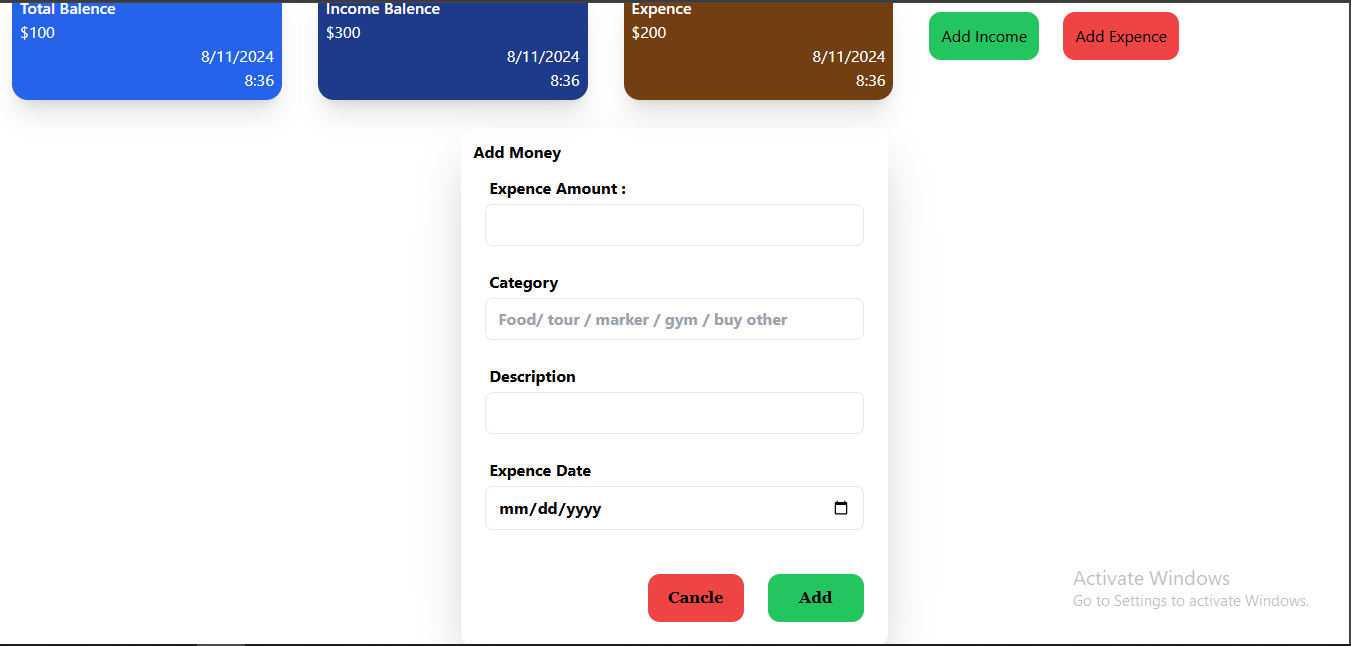 Total Balence
$100
8/11/2024
8:36
Income Balence
$300
8/11/2024
8:36
Expence
$200
8/11/2024
8:36
Add Income
Add Expence
Add Money
Expence Amount :
Category
Food/ tour / marker / gym / buy other
Description
Expence Date
mm/dd/yyyy
Cancle
Add
Activate Windows
Go to Settings to activate Windows.